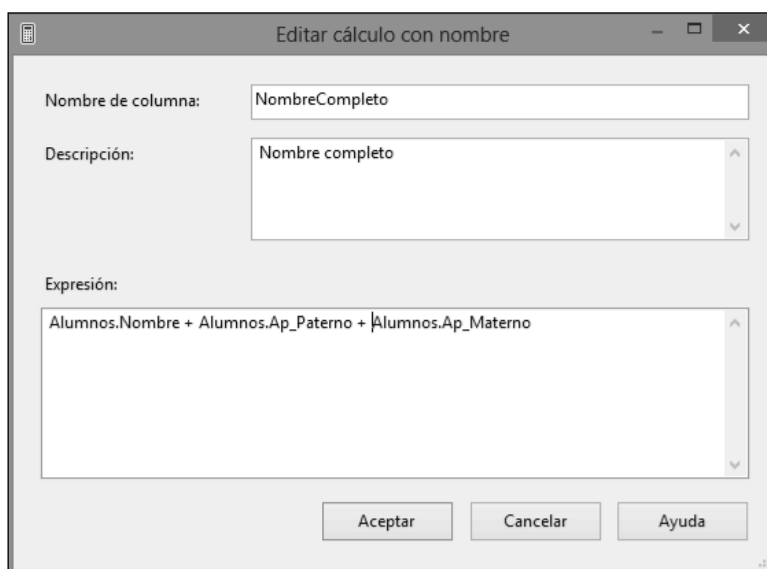 Editar cálculo con nombre
Nombre de columna:
NombreCompleto
Descripción:
Nombre completo
Expresión:
Alumnos.Nombre + Alumnos.Ap_Paterno + Alumnos.Ap_Materno
Aceptar
Cancelar
Ayuda